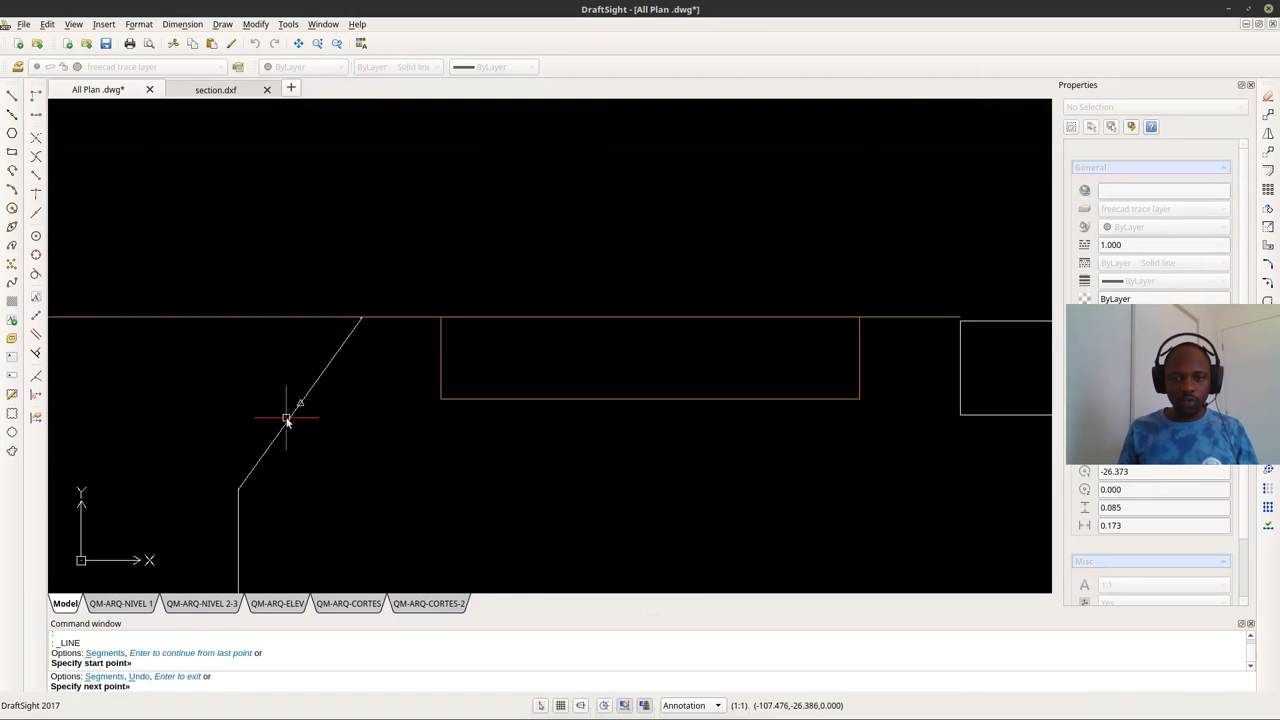 DraftSight - [All Plan .dwg*]
File Edit View Insert Format Dimension Draw Modify Tools Window Help
freecad trace layer ByLayer ByLayer Solid line ByLayer
All Plan .dwg* section.dxf
Properties
No Selection
General
freecad trace layer
ByLayer
1.000
ByLayer Solid line
ByLayer
ByLayer
-26.373
0.000
0.085
0.173
Misc
1:1
Yes
Y
X
Model QM-ARQ-NIVEL 1 QM-ARQ-NIVEL 2-3 QM-ARQ-ELEV QM-ARQ-CORTES QM-ARQ-CORTES-2
Command window
:
: _LINE
Options: Segments, Enter to continue from last point or
Specify start point»
Options: Segments, Undo, Enter to exit or
Specify next point»
DraftSight 2017 Annotation (1:1) (-107.476,-26.386,0.000)